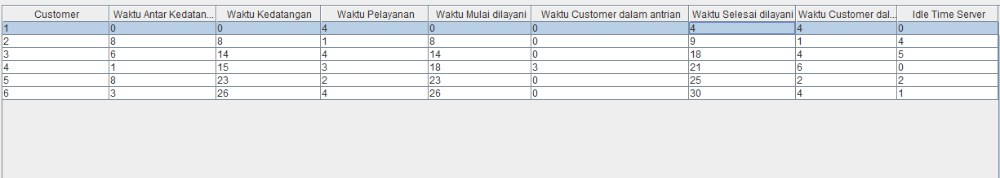 Customer Waktu Antar Kedatan... Waktu Kedatangan Waktu Pelayanan Waktu Mulai dilayani Waktu Customer dalam antrian Waktu Selesai dilayani Waktu Customer dal... Idle Time Server
1 0 0 4 0 0 4 4 0
2 8 8 1 8 0 9 1 4
3 6 14 4 14 0 18 4 5
4 1 15 3 18 3 21 6 0
5 8 23 2 23 0 25 2 2
6 3 26 4 26 0 30 4 1